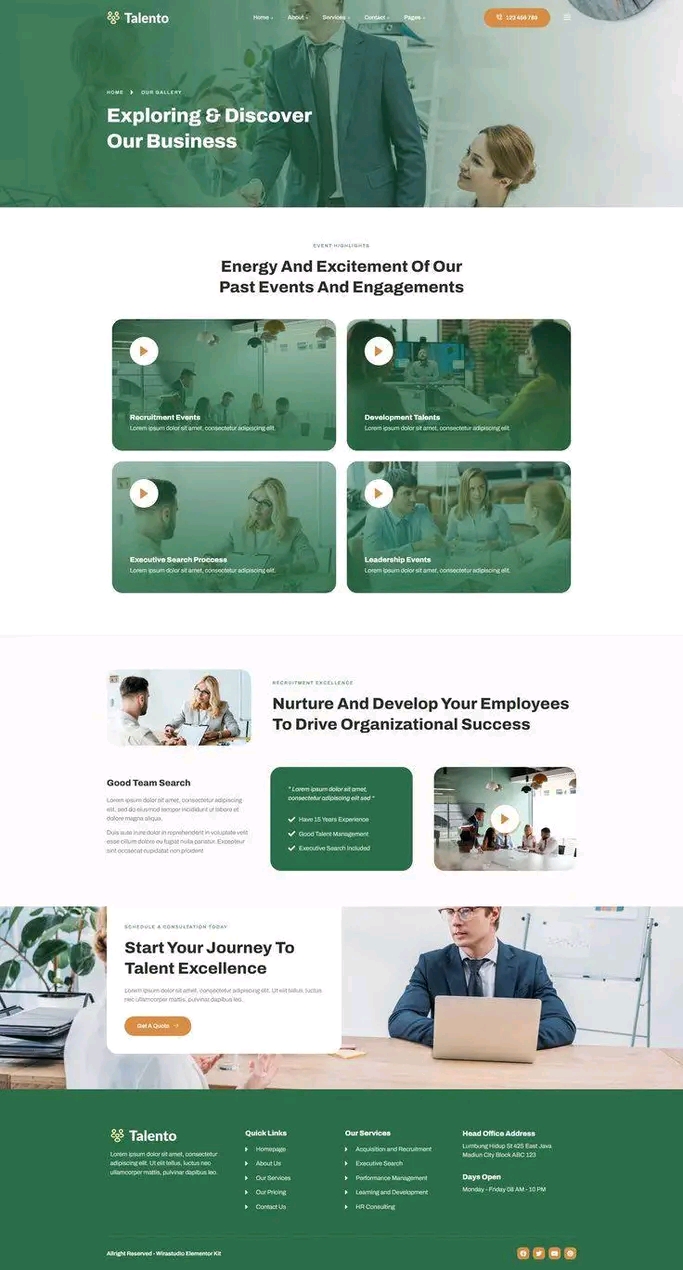 Talento
Home
About
Services
Contact
Pages
123 456 789
HOME
OUR GALLERY
Exploring & Discover
Our Business
EVENT HIGHLIGHTS
Energy And Excitement Of Our
Past Events And Engagements
Recruitment Events
Lorem ipsum dolor sit amet, consectetur adipiscing elit.
Development Talents
Lorem ipsum dolor sit amet, consectetur adipiscing elit.
Executive Search Proccess
Lorem ipsum dolor sit amet, consectetur adipiscing elit.
Leadership Events
Lorem ipsum dolor sit amet, consectetur adipiscing elit.
RECRUITMENT EXCELLENCE
Nurture And Develop Your Employees
To Drive Organizational Success
Good Team Search
Lorem ipsum dolor sit amet, consectetur adipiscing
elit, sed do eiusmod tempor incididunt ut labore et
dolore magna aliqua.
Duis aute irure dolor in reprehenderit in voluptate velit
esse cillum dolore eu fugiat nulla pariatur. Excepteur
sint occaecat cupidatat non proident
" Lorem ipsum dolor sit amet,
consectetur adipiscing elit sed "
Have 15 Years Experience
Good Talent Management
Executive Search Included
SCHEDULE A CONSULTATION TODAY
Start Your Journey To
Talent Excellence
Lorem ipsum dolor sit amet, consectetur adipiscing elit. Ut elit tellus, luctus
nec ullamcorper mattis, pulvinar dapibus leo.
Get A Quote
Talento
Lorem ipsum dolor sit amet, consectetur
adipiscing elit. Ut elit tellus, luctus nec
ullamcorper mattis, pulvinar dapibus leo.
Quick Links
Homepage
About Us
Our Services
Our Pricing
Contact Us
Our Services
Acquisition and Recruitment
Executive Search
Performance Management
Learning and Development
HR Consulting
Head Office Address
Lumbung Hidup St 425 East Java
Madiun City Block ABC 123
Days Open
Monday - Friday 08 AM - 10 PM
Allright Reserved - Wirastudio Elementor Kit